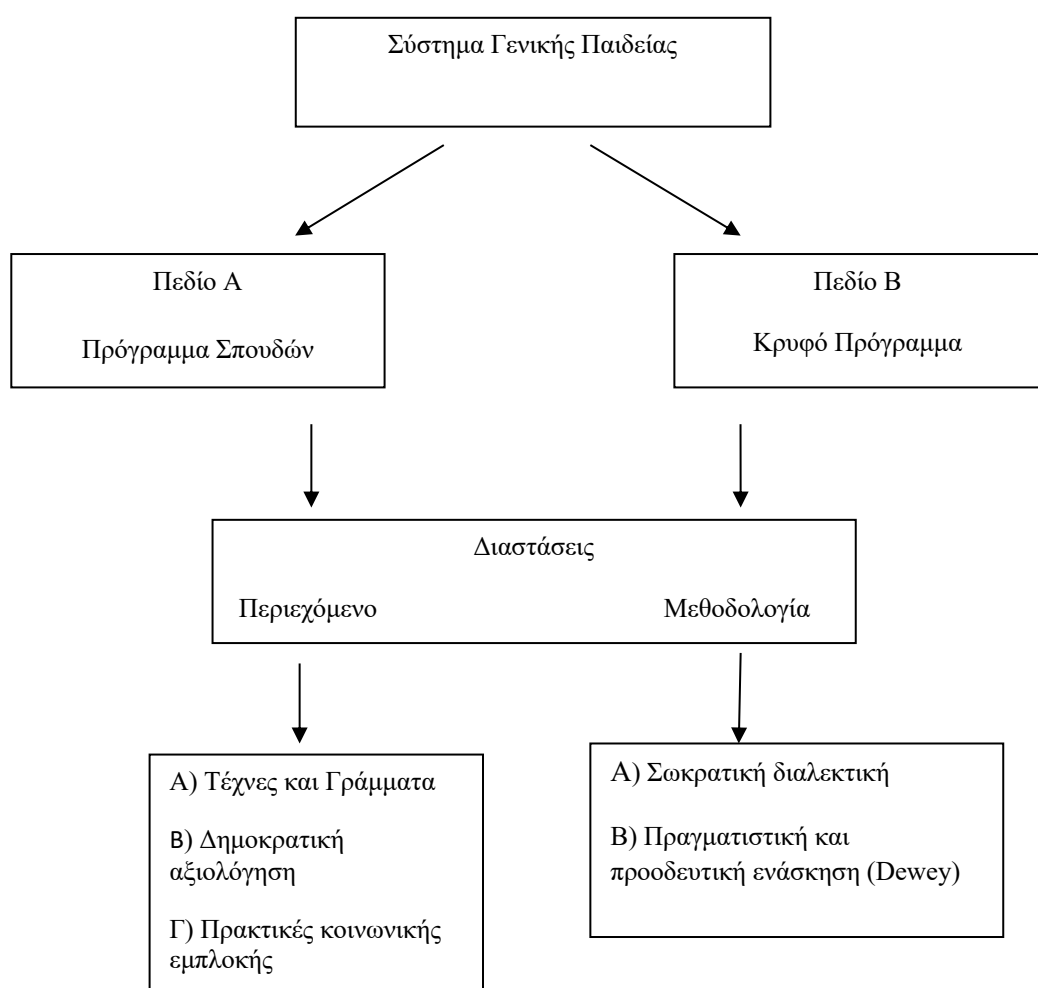 Σύστημα Γενικής Παιδείας
Πεδίο Α
Πρόγραμμα Σπουδών
Πεδίο Β
Κρυφό Πρόγραμμα
Διαστάσεις
Περιεχόμενο Μεθοδολογία
Α) Τέχνες και Γράμματα
Β) Δημοκρατική
αξιολόγηση
Γ) Πρακτικές κοινωνικής
εμπλοκής
Α) Σωκρατική διαλεκτική
Β) Πραγματιστική και
προοδευτική ενάσκηση (Dewey)